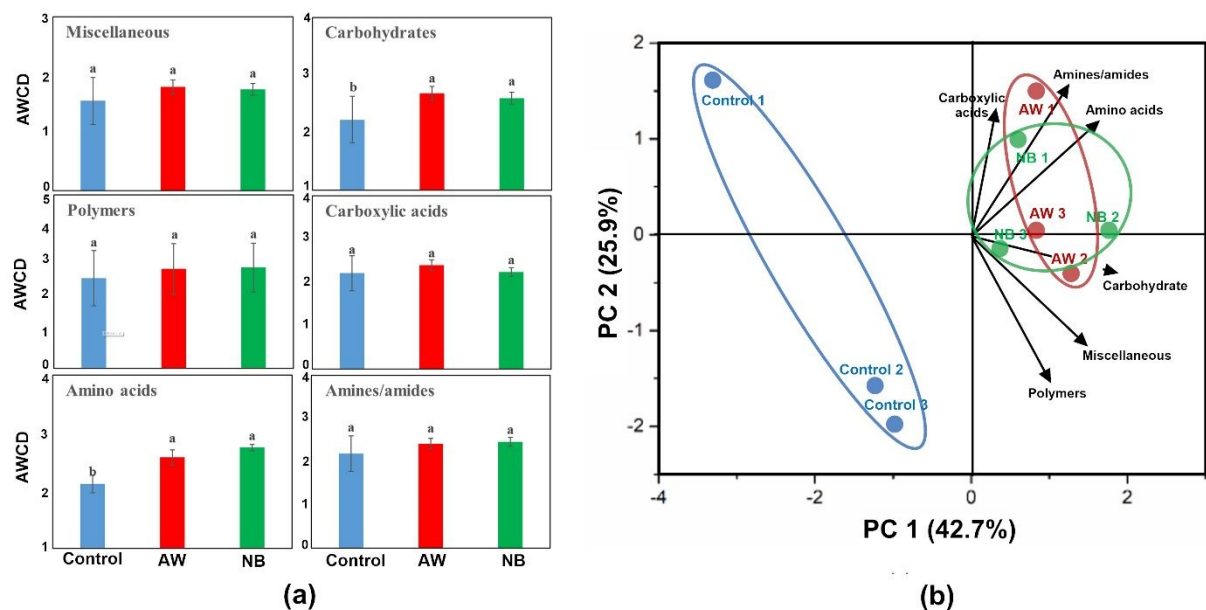 Miscellaneous
AWCD
3
2
1
0
a
a
a
Carbohydrates
4
3
2
1
b
a
a
Polymers
AWCD
5
4
3
2
1
0
a
a
a
Carboxylic acids
4
3
2
1
0
a
a
a
Amino acids
AWCD
4
3
2
1
b
a
a
Control AW NB
Amines/amides
4
3
2
1
0
a
a
a
Control AW NB
(a)
PC 2 (25.9%)
2
1
0
-1
-2
-4
-2
0
2
PC 1 (42.7%)
Control 1
Control 2
Control 3
Carboxylic
acids
Amines/amides
AW 1
Amino acids
NB 1
AW 3
NB 2
NB 3
AW 2
Carbohydrate
Miscellaneous
Polymers
(b)